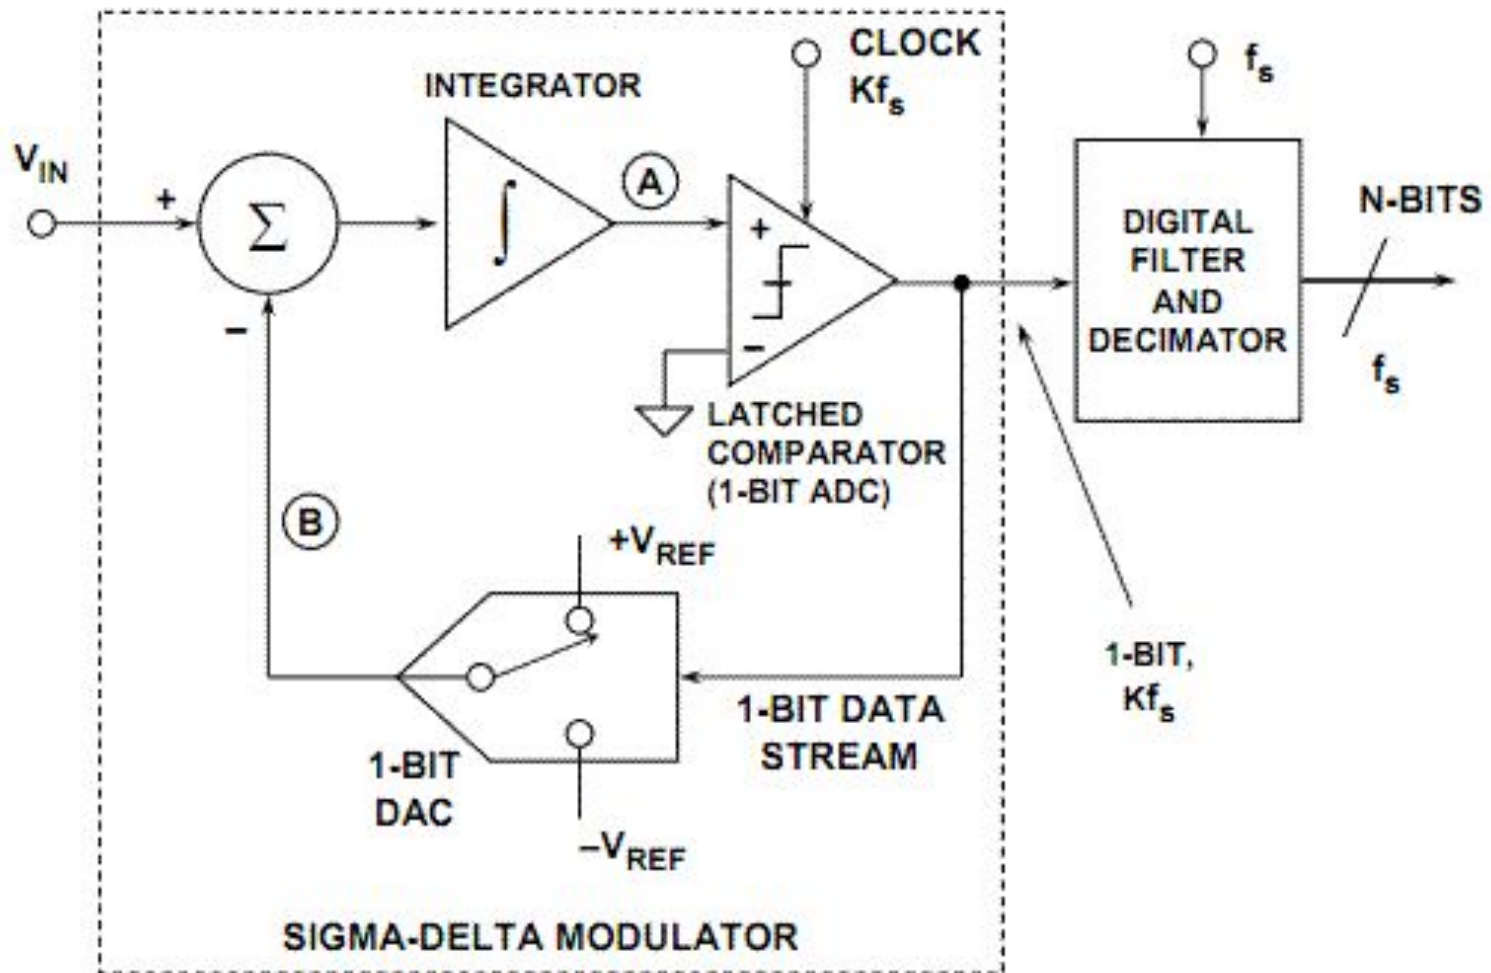 CLOCK
Kfs
fs
INTEGRATOR
VIN
+
Σ
∫
A
+
DIGITAL
FILTER
AND
DECIMATOR
N-BITS
fs
–
–
LATCHED
COMPARATOR
(1-BIT ADC)
B
+VREF
1-BIT,
Kfs
1-BIT DATA
STREAM
1-BIT
DAC
–VREF
SIGMA-DELTA MODULATOR